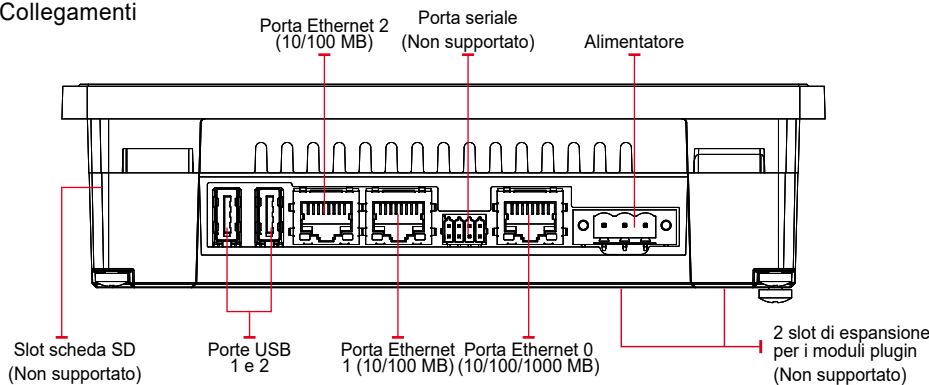 Collegamenti
Porta Ethernet 2
(10/100 MB)
Porta seriale
(Non supportato)
Alimentatore
Slot scheda SD
(Non supportato)
Porte USB
1 e 2
Porta Ethernet
1 (10/100 MB)
Porta Ethernet 0
(10/100/1000 MB)
2 slot di espansione
per i moduli plugin
(Non supportato)